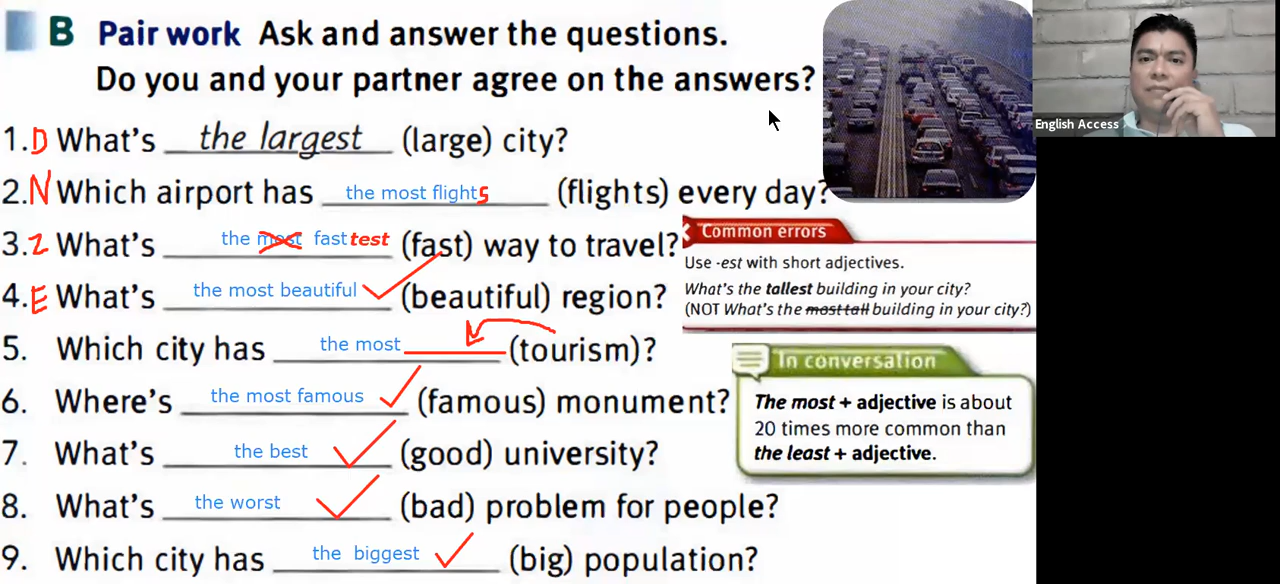 B Pair work Ask and answer the questions.
Do you and your partner agree on the answers?
1. D What's the largest (large) city?
2. N Which airport has the most flights (flights) every day?
3. Z What's the most fasttest (fast) way to travel?
4. E What's the most beautiful (beautiful) region?
5. Which city has the most (tourism)?
6. Where's the most famous (famous) monument?
7. What's the best (good) university?
8. What's the worst (bad) problem for people?
9. Which city has the biggest (big) population?
Common errors
Use -est with short adjectives.
What's the tallest building in your city?
(NOT What's the most tall building in your city?)
In conversation
The most + adjective is about
20 times more common than
the least + adjective.
English Access